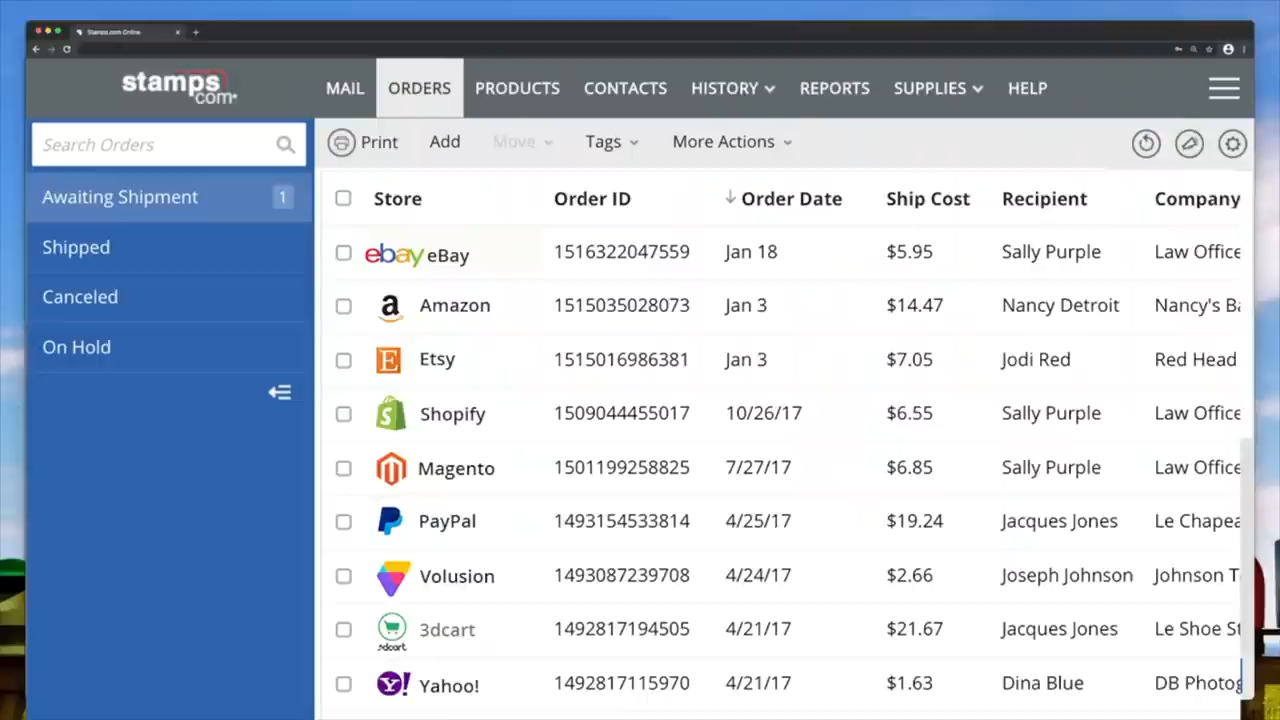 Stamps.com Online
stamps.com
MAIL ORDERS PRODUCTS CONTACTS HISTORY REPORTS SUPPLIES HELP
Search Orders
Print Add Move Tags More Actions
Awaiting Shipment 1
Shipped
Canceled
On Hold
Store Order ID Order Date Ship Cost Recipient Company
ebay eBay 1516322047559 Jan 18 $5.95 Sally Purple Law Office
a Amazon 1515035028073 Jan 3 $14.47 Nancy Detroit Nancy's Ba
E Etsy 1515016986381 Jan 3 $7.05 Jodi Red Red Head
S Shopify 1509044455017 10/26/17 $6.55 Sally Purple Law Office
Magento 1501199258825 7/27/17 $6.85 Sally Purple Law Office
PayPal 1493154533814 4/25/17 $19.24 Jacques Jones Le Chapea
Volusion 1493087239708 4/24/17 $2.66 Joseph Johnson Johnson T
3dcart 3dcart 1492817194505 4/21/17 $21.67 Jacques Jones Le Shoe St
Y! Yahoo! 1492817115970 4/21/17 $1.63 Dina Blue DB Photog